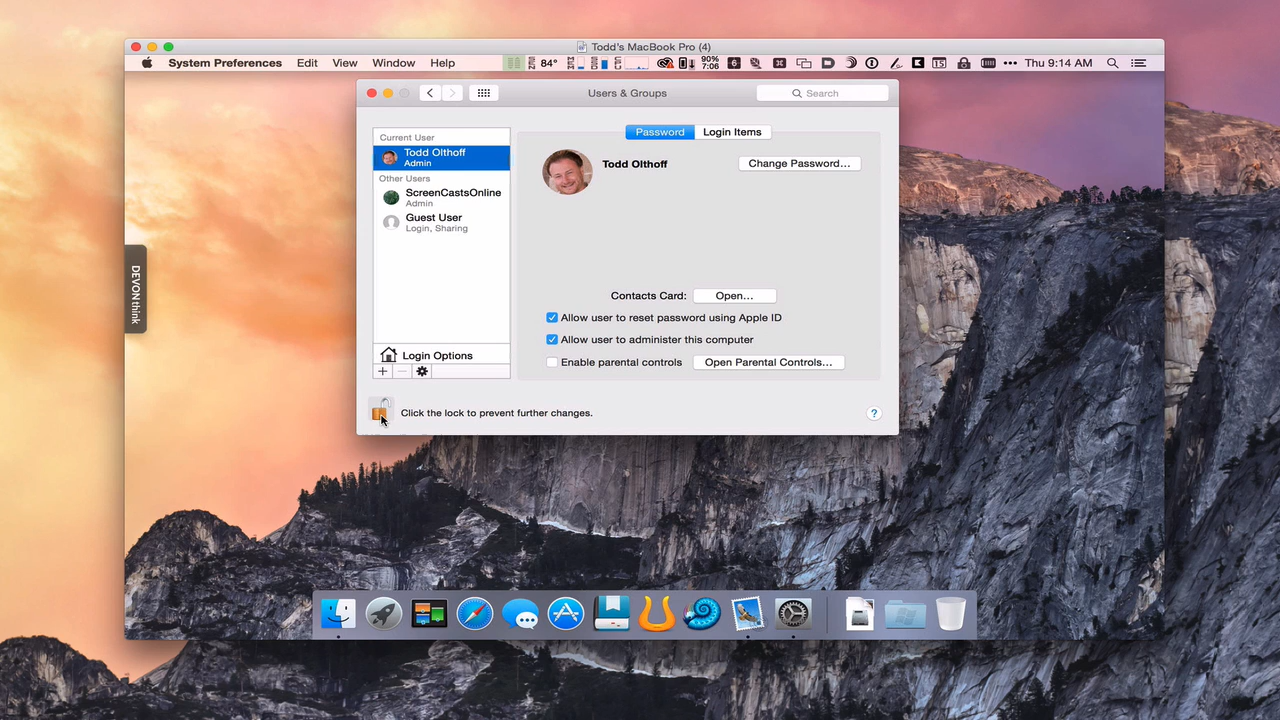 Todd's MacBook Pro (4)
System Preferences Edit View Window Help 84° 90% 7:06 6 15 Thu 9:14 AM
Users & Groups
Search
Password Login Items
Current User
Todd Olthoff
Admin
Other Users
ScreenCastsOnline
Admin
Guest User
Login, Sharing
Login Options
Todd Olthoff
Change Password...
Contacts Card: Open...
Allow user to reset password using Apple ID
Allow user to administer this computer
Enable parental controls Open Parental Controls...
Click the lock to prevent further changes.
?
DEVONthink